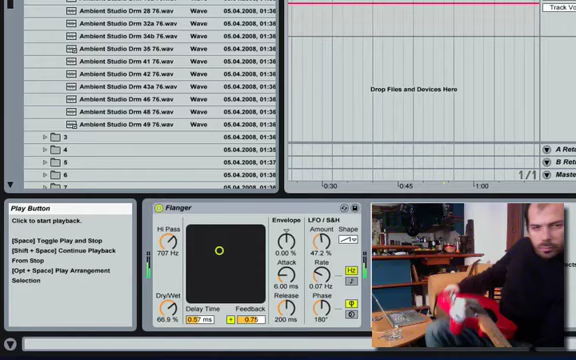 Ambient Studio Drm 28 76.wav Wave 05.04.2008, 01:36
Ambient Studio Drm 32a 76.wav Wave 05.04.2008, 01:36
Ambient Studio Drm 34b 76.wav Wave 05.04.2008, 01:36
Ambient Studio Drm 35 76.wav Wave 05.04.2008, 01:36
Ambient Studio Drm 41 76.wav Wave 05.04.2008, 01:36
Ambient Studio Drm 42 76.wav Wave 05.04.2008, 01:36
Ambient Studio Drm 43a 76.wav Wave 05.04.2008, 01:36
Ambient Studio Drm 46 76.wav Wave 05.04.2008, 01:36
Ambient Studio Drm 48 76.wav Wave 05.04.2008, 01:36
Ambient Studio Drm 49 76.wav Wave 05.04.2008, 01:36
3 05.04.2008, 01:36
4 05.04.2008, 01:36
5 05.04.2008, 01:36
6 05.04.2008, 01:36
7 05.04.2008, 01:36
Track Vo
Drop Files and Devices Here
A Ret
B Ret
1/1 Maste
0:30 0:45 1:00
Play Button
Click to start playback.
[Space] Toggle Play and Stop
[Shift + Space] Continue Playback
From Stop
[Opt + Space] Play Arrangement
Selection
Flanger
Hi Pass
707 Hz
Dry/Wet
66.9 %
Delay Time Feedback
0.57 ms + 0.75
Envelope
0.00 %
Attack
6.00 ms
Release
200 ms
LFO / S&H
Amount Shape
47.2 %
Rate Hz
0.07 Hz
Phase
180°